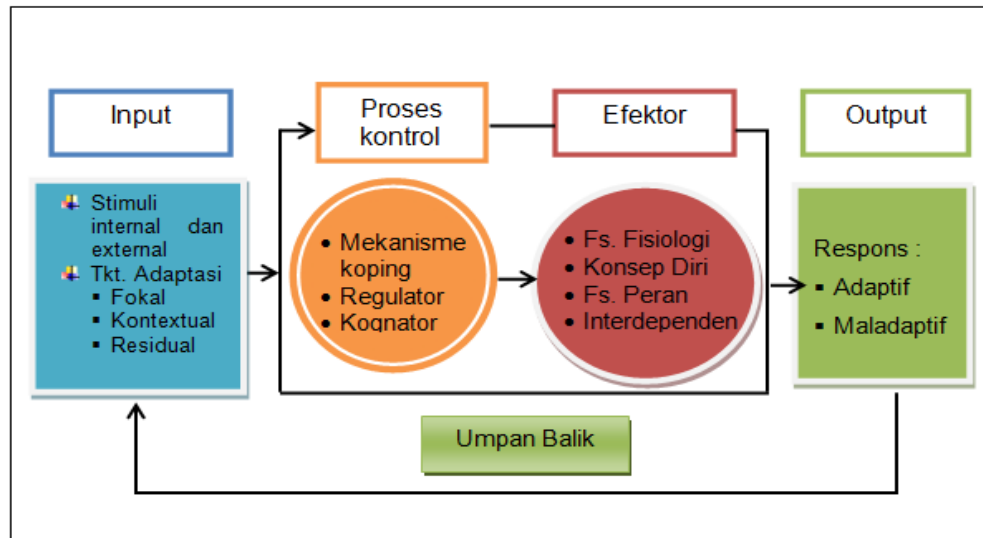 Input
Proses
kontrol
Efektor
Output
Stimuli
internal dan
external
Tkt. Adaptasi
▪ Fokal
▪ Kontextual
▪ Residual
• Mekanisme
koping
• Regulator
• Kognator
• Fs. Fisiologi
• Konsep Diri
• Fs. Peran
• Interdependen
Respons :
▪ Adaptif
▪ Maladaptif
Umpan Balik